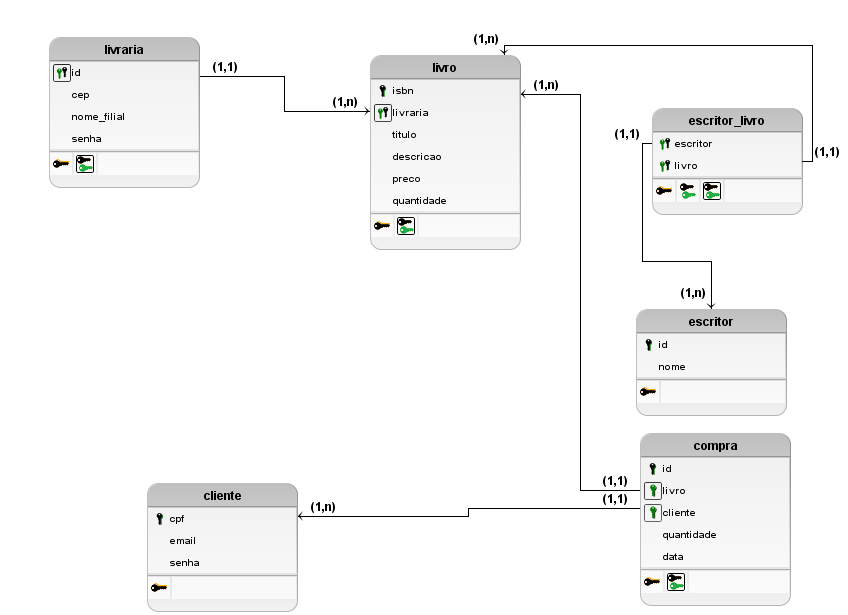 livraria
id
cep
nome_filial
senha
(1,1)
(1,n)
livro
isbn
livraria
titulo
descricao
preco
quantidade
(1,n)
(1,n)
escritor_livro
escritor
livro
(1,1)
(1,1)
(1,n)
escritor
id
nome
compra
id
livro
cliente
quantidade
data
(1,1)
(1,1)
cliente
cpf
email
senha
(1,n)